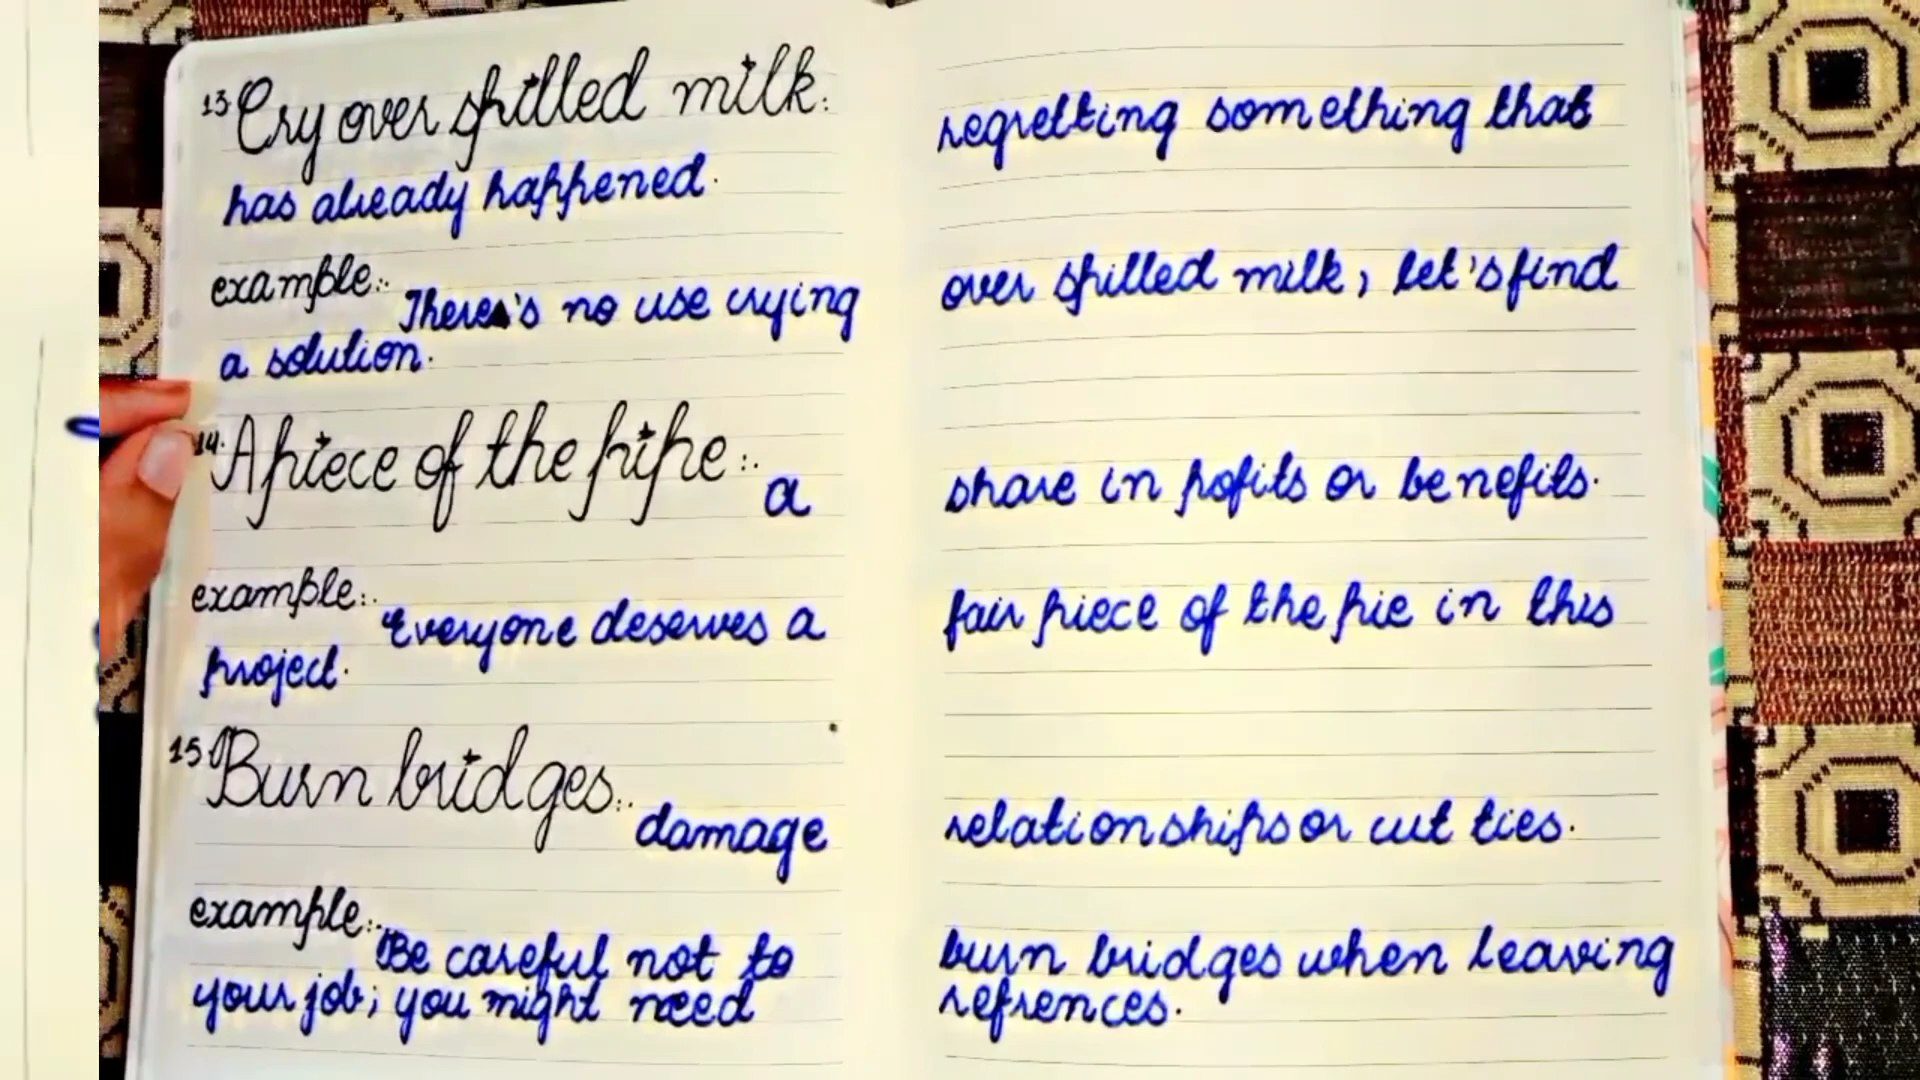 13 Cry over spilled milk: regretting something that
has already happened.
example:. There's no use crying over spilled milk, let's find
a solution.
14. A piece of the pipe:. a share in pofits or benefits.
example:. Everyone deserves a fair piece of the pie in this
project.
15 Burn bridges:. damage relationships or cut ties.
example:. Be careful not to burn bridges when leaving
your job; you might need refrences.